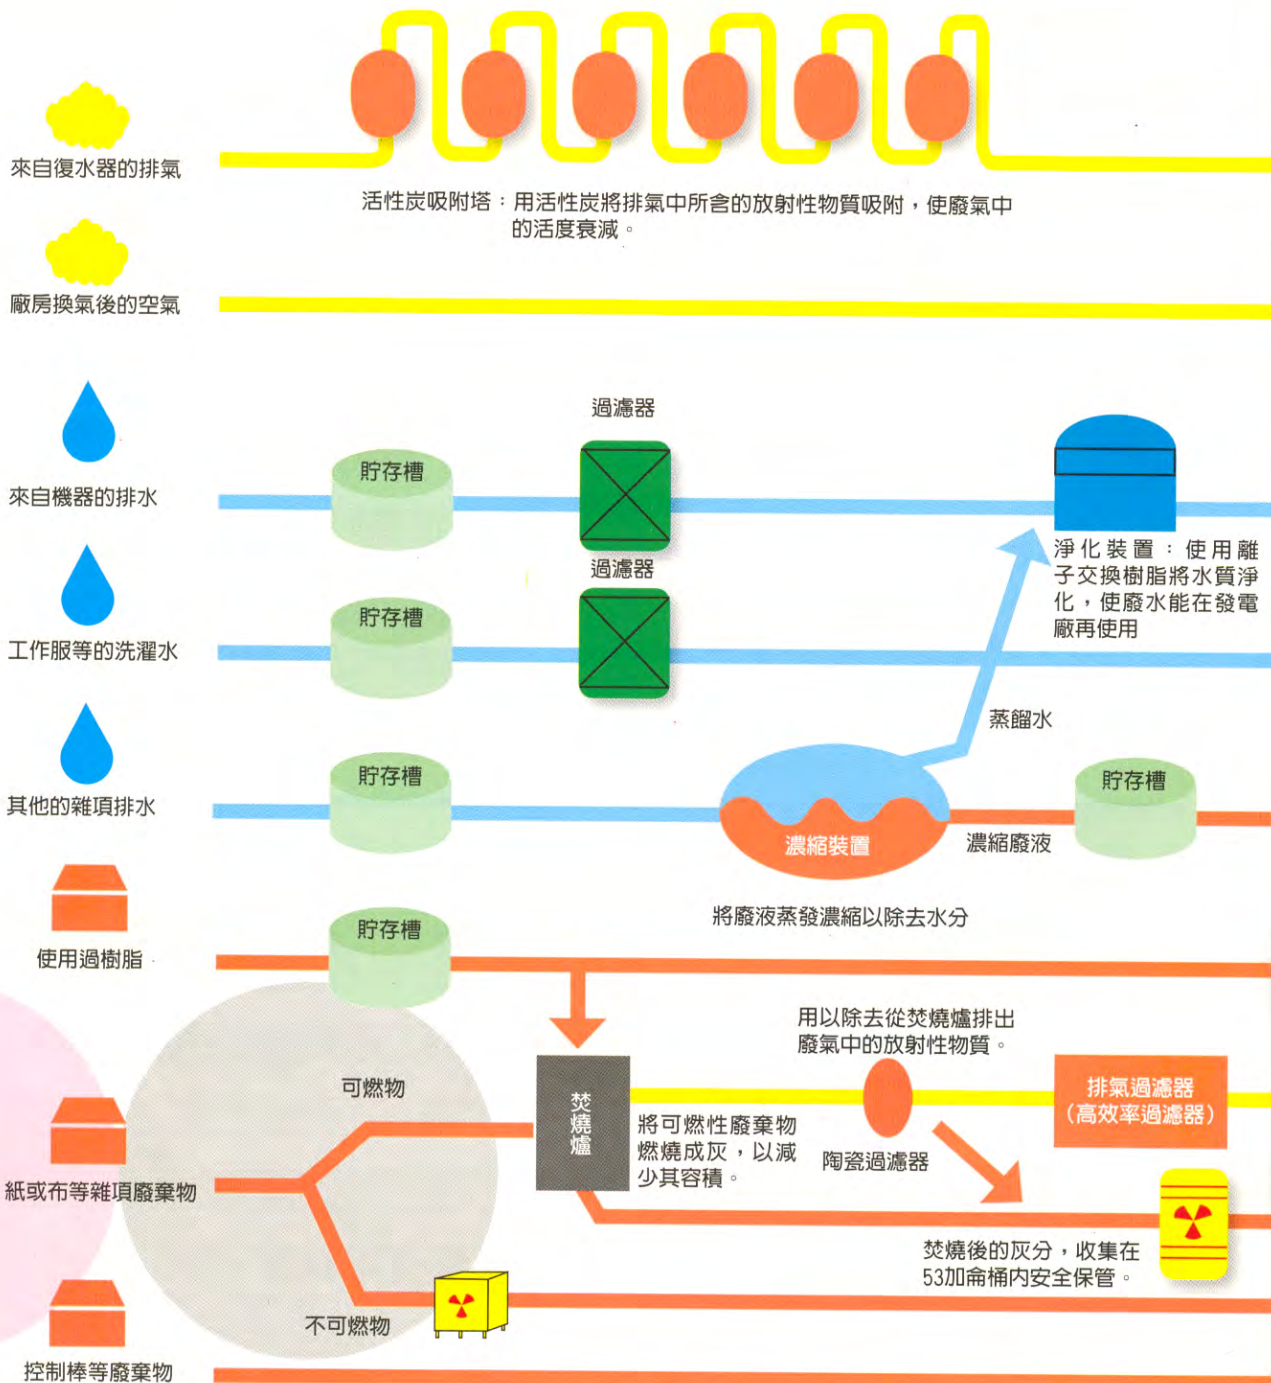 來自復水器的排氣
活性炭吸附塔：用活性炭將排氣中所含的放射性物質吸附，使廢氣中
的活度衰減。
廠房換氣後的空氣
過濾器
貯存槽
來自機器的排水
淨化裝置：使用離
子交換樹脂將水質淨
化，使廢水能在發電
廠再使用
過濾器
貯存槽
工作服等的洗濯水
蒸餾水
貯存槽
貯存槽
其他的雜項排水
濃縮裝置
濃縮廢液
將廢液蒸發濃縮以除去水分
貯存槽
使用過樹脂
用以除去從焚燒爐排出
廢氣中的放射性物質。
可燃物
焚燒爐
排氣過濾器
（高效率過濾器）
將可燃性廢棄物
燃燒成灰，以減
少其容積。
陶瓷過濾器
紙或布等雜項廢棄物
焚燒後的灰分，收集在
53加侖桶內安全保管。
不可燃物
控制棒等廢棄物